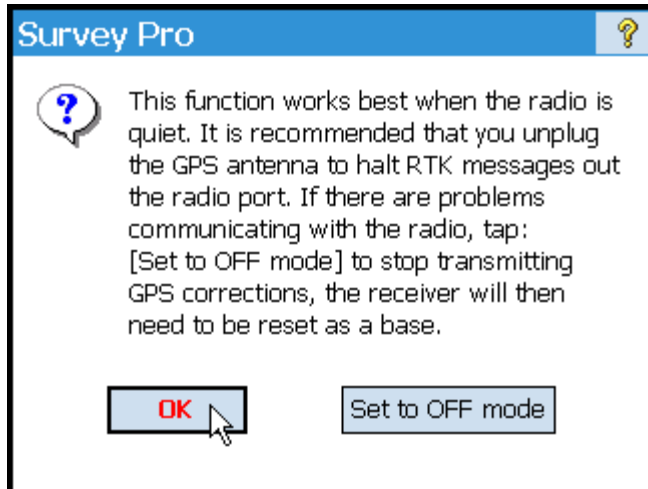 Survey Pro
This function works best when the radio is
quiet. It is recommended that you unplug
the GPS antenna to halt RTK messages out
the radio port. If there are problems
communicating with the radio, tap:
[Set to OFF mode] to stop transmitting
GPS corrections, the receiver will then
need to be reset as a base.
OK Set to OFF mode